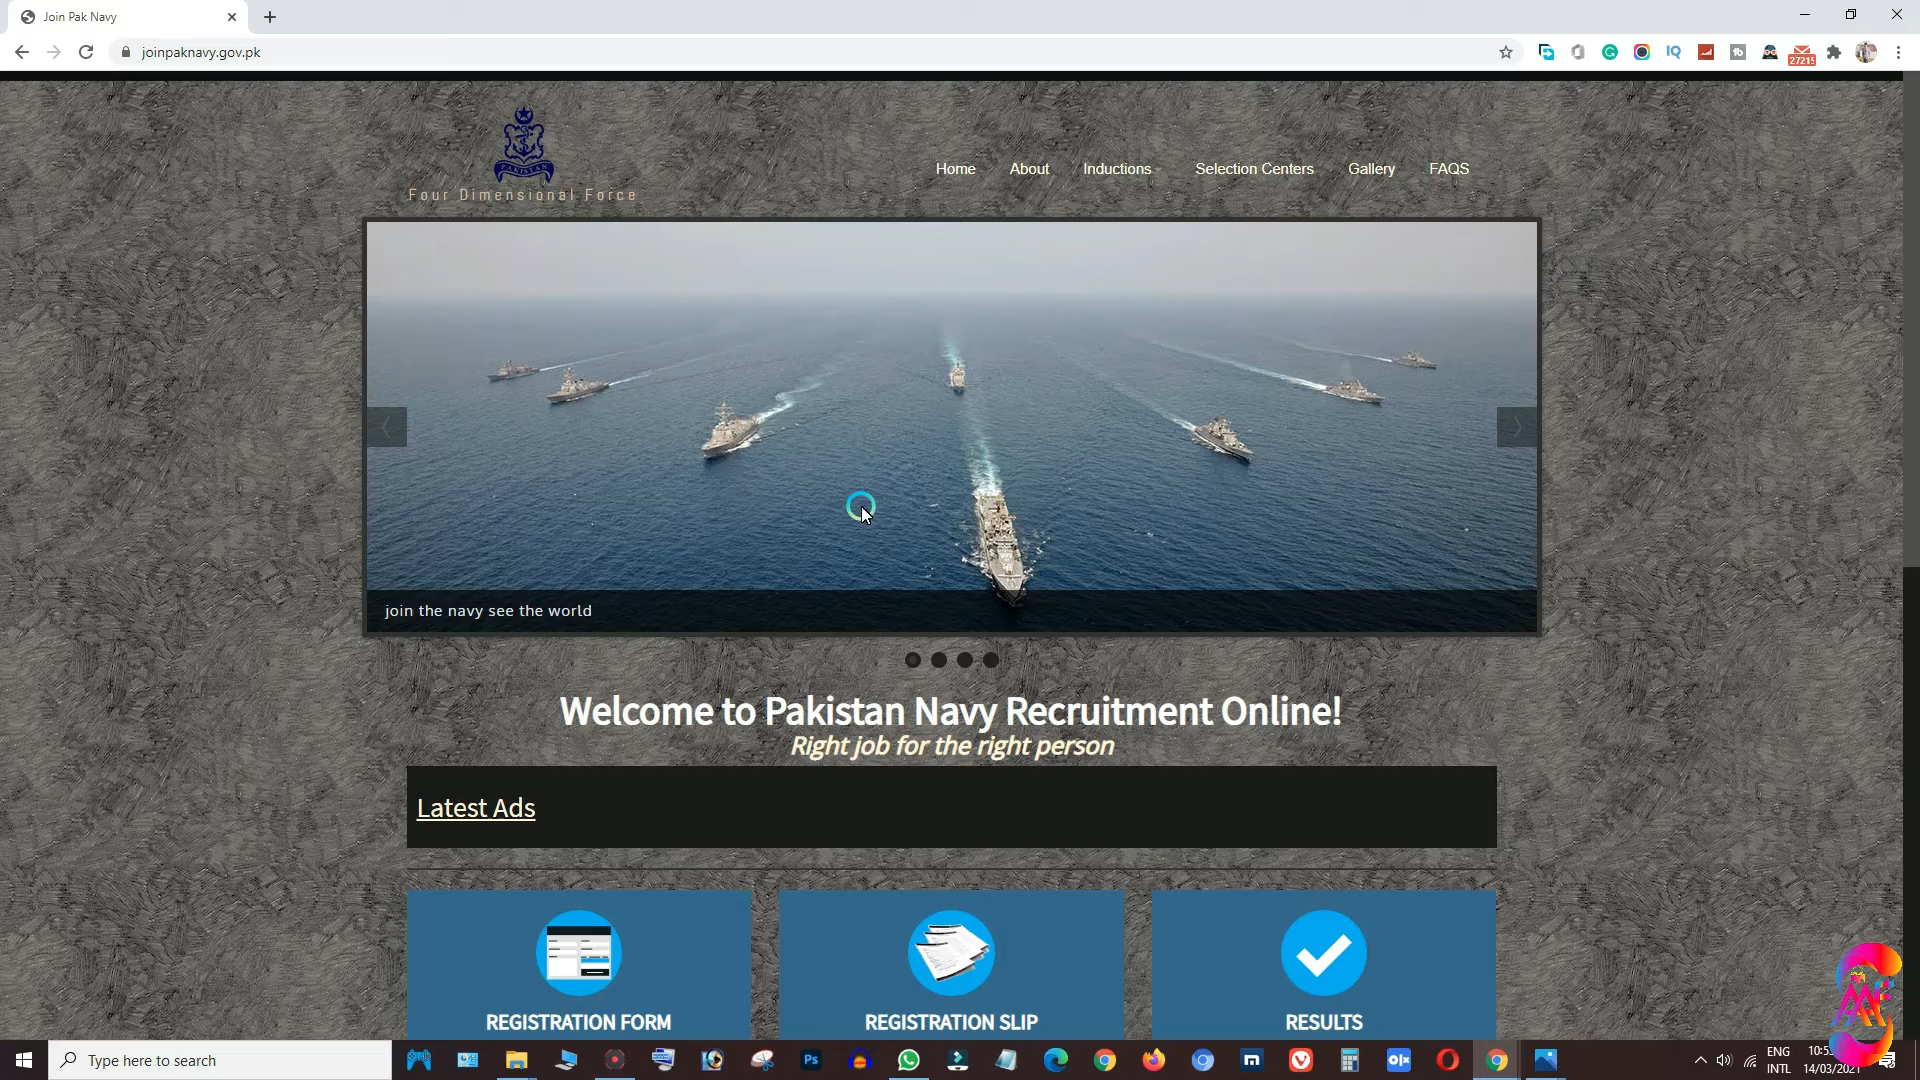 Join Pak Navy
joinpaknavy.gov.pk
27215
PAKISTAN
Four Dimensional Force
Home About Inductions Selection Centers Gallery FAQS
join the navy see the world
Welcome to Pakistan Navy Recruitment Online!
Right job for the right person
Latest Ads
REGISTRATION FORM REGISTRATION SLIP RESULTS
Type here to search
ENG
INTL
14/03/2021